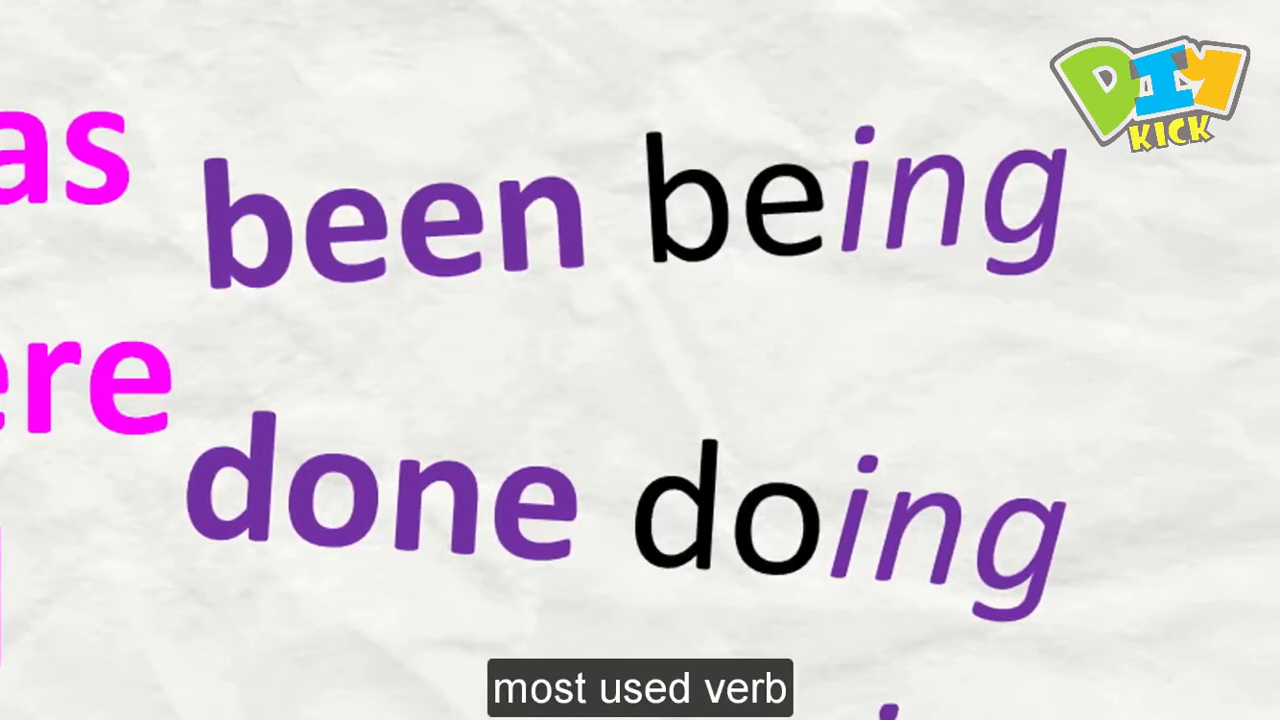 DIY
KICK
as
been being
ere
done doing
most used verb